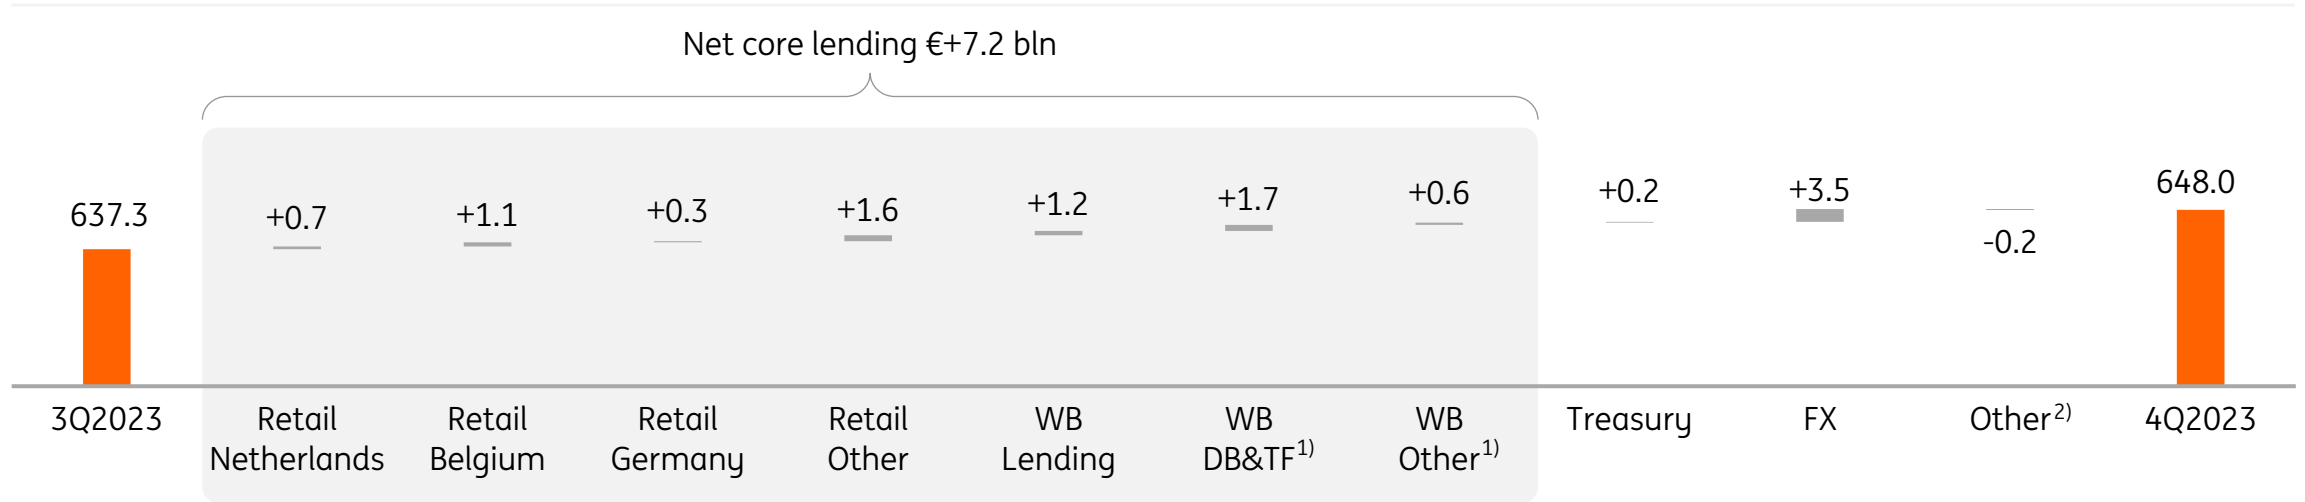 Net core lending €+7.2 bln
637.3
+0.7
+1.1
+0.3
+1.6
+1.2
+1.7
+0.6
+0.2
+3.5
-0.2
648.0
3Q2023
Retail
Netherlands
Retail
Belgium
Retail
Germany
Retail
Other
WB
Lending
WB
DB&TF1)
WB
Other1)
Treasury
FX
Other2)
4Q2023